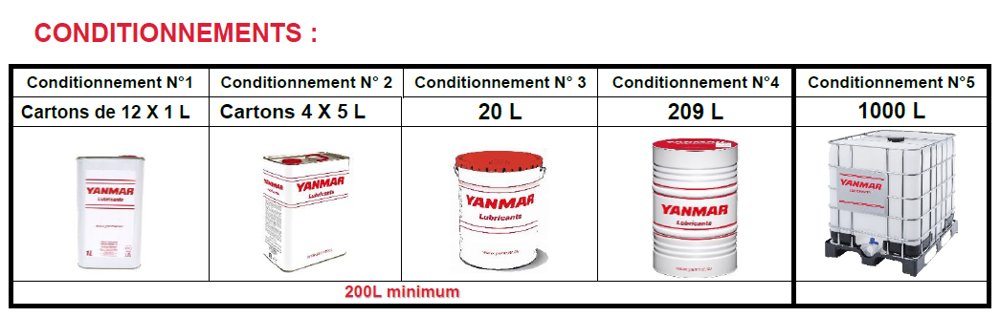 CONDITIONNEMENTS :
Conditionnement N°1
Conditionnement N° 2
Conditionnement N° 3
Conditionnement N°4
Conditionnement N°5
Cartons de 12 X 1 L
Cartons 4 X 5 L
20 L
209 L
1000 L
YANMAR
Lubricants
YANMAR
Lubricants
YANMAR
Lubricants
YANMAR
Lubricants
YANMAR
200L minimum